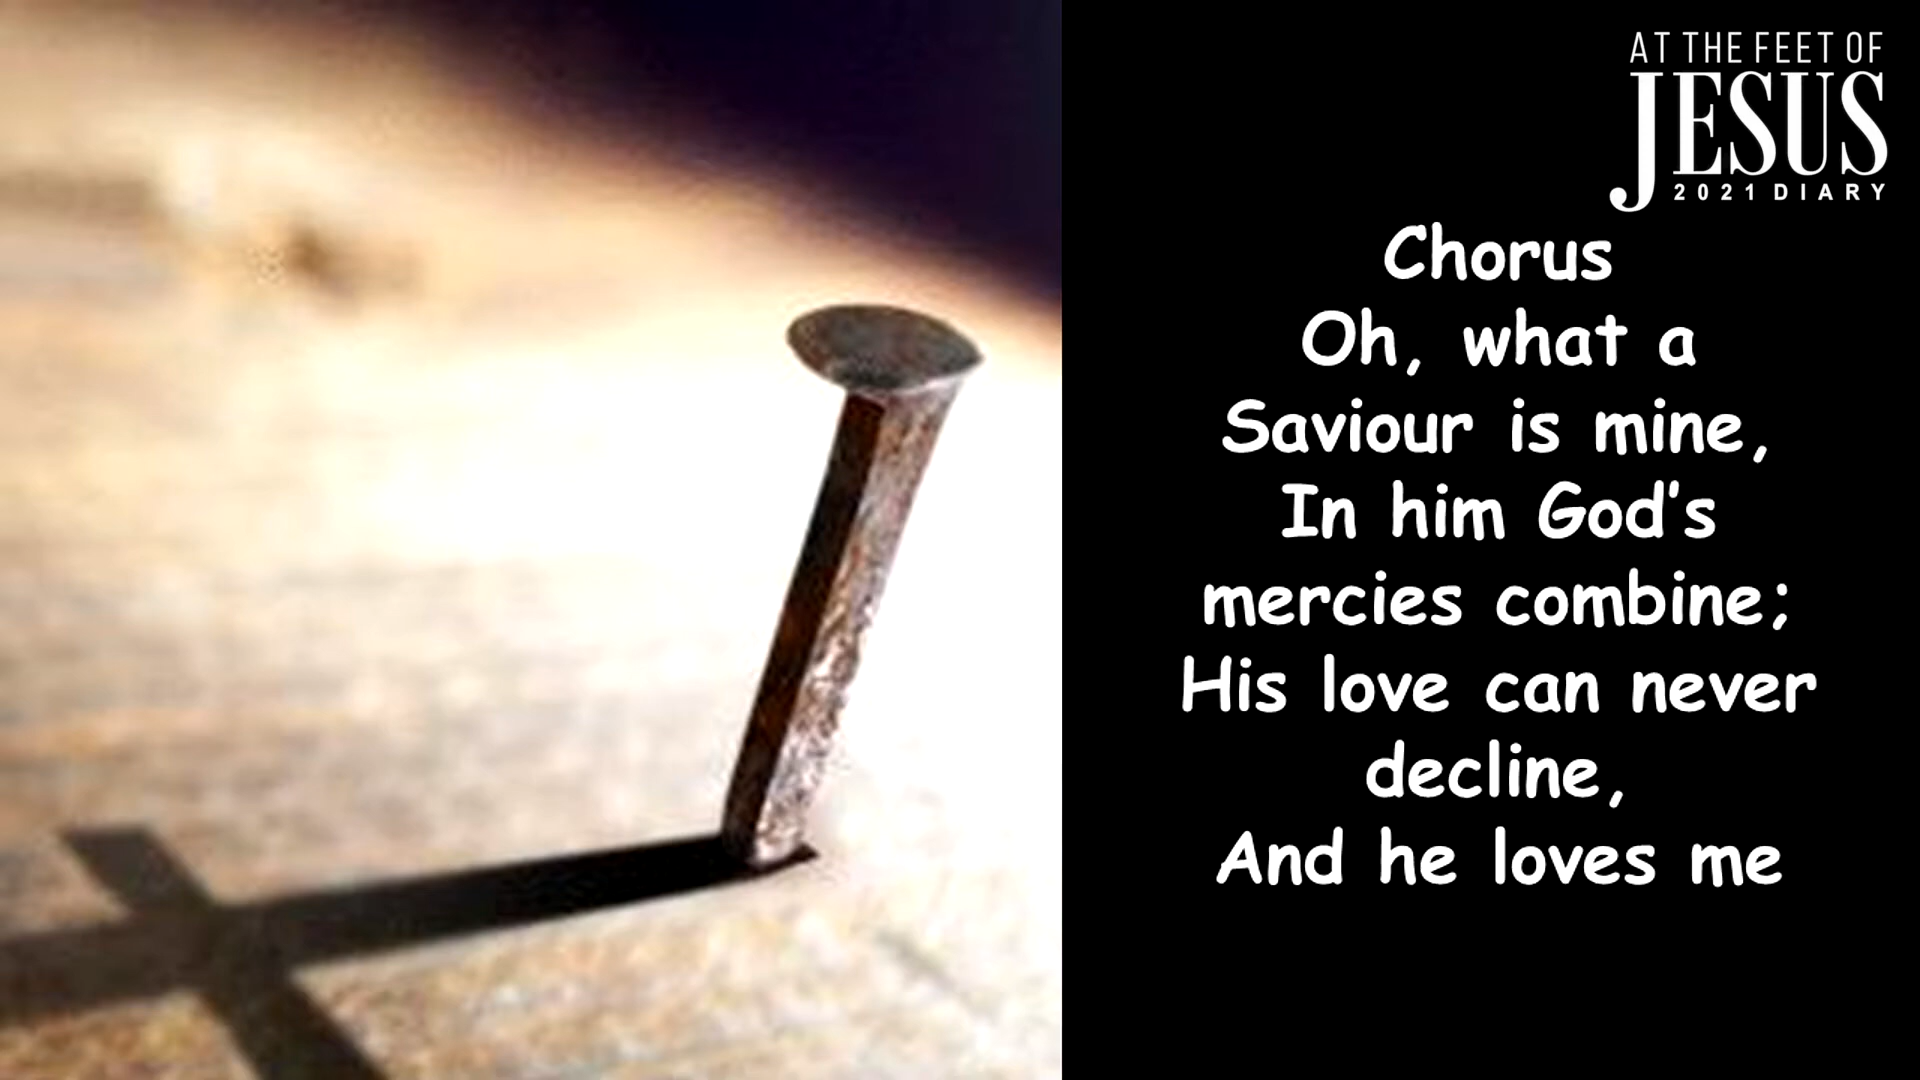 AT THE FEET OF
JESUS
2021 DIARY
Chorus
Oh, what a
Saviour is mine,
In him God's
mercies combine;
His love can never
decline,
And he loves me